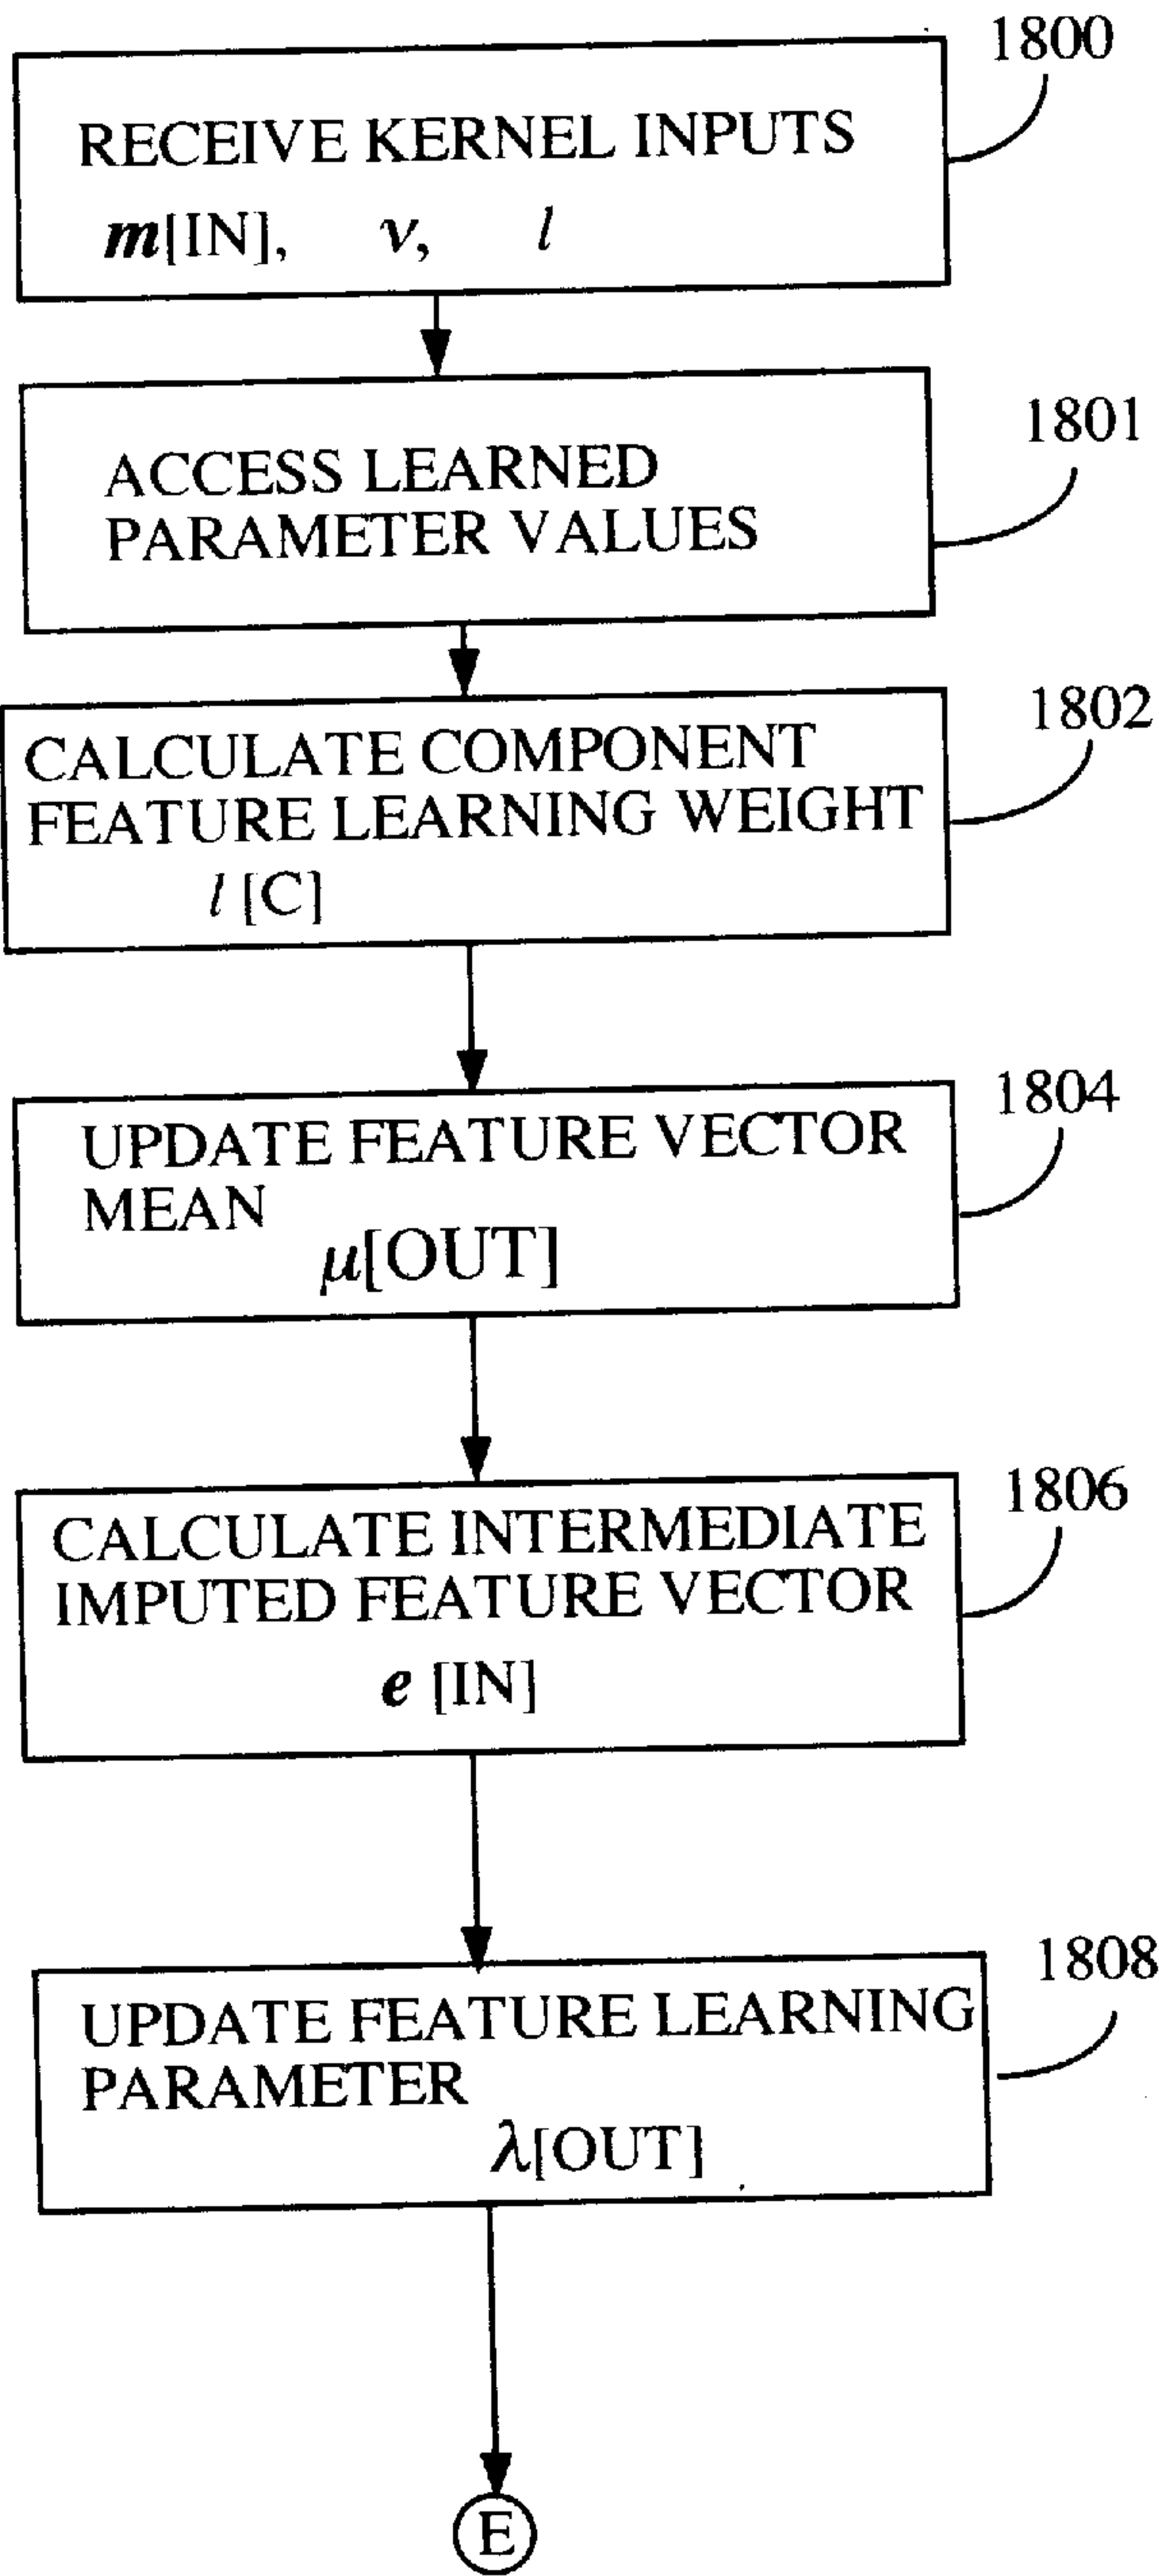 1800
RECEIVE KERNEL INPUTS
m[IN], ν, l
1801
ACCESS LEARNED
PARAMETER VALUES
1802
CALCULATE COMPONENT
FEATURE LEARNING WEIGHT
l [C]
1804
UPDATE FEATURE VECTOR
MEAN
μ[OUT]
1806
CALCULATE INTERMEDIATE
IMPUTED FEATURE VECTOR
e [IN]
1808
UPDATE FEATURE LEARNING
PARAMETER
λ[OUT]
E